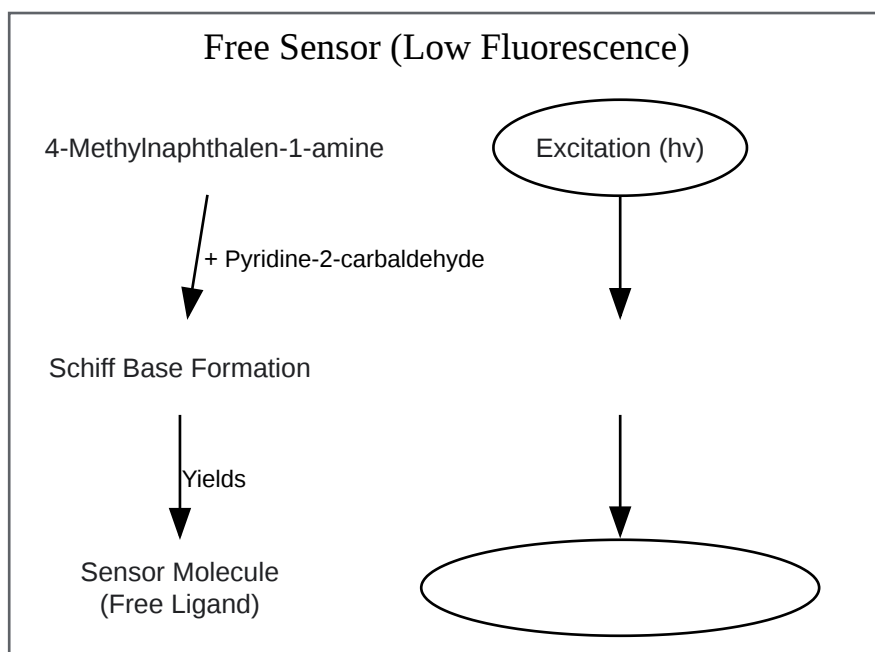 Free Sensor (Low Fluorescence)
4-Methylnaphthalen-1-amine
Excitation (hv)
+ Pyridine-2-carbaldehyde
Schiff Base Formation
Yields
Sensor Molecule
(Free Ligand)